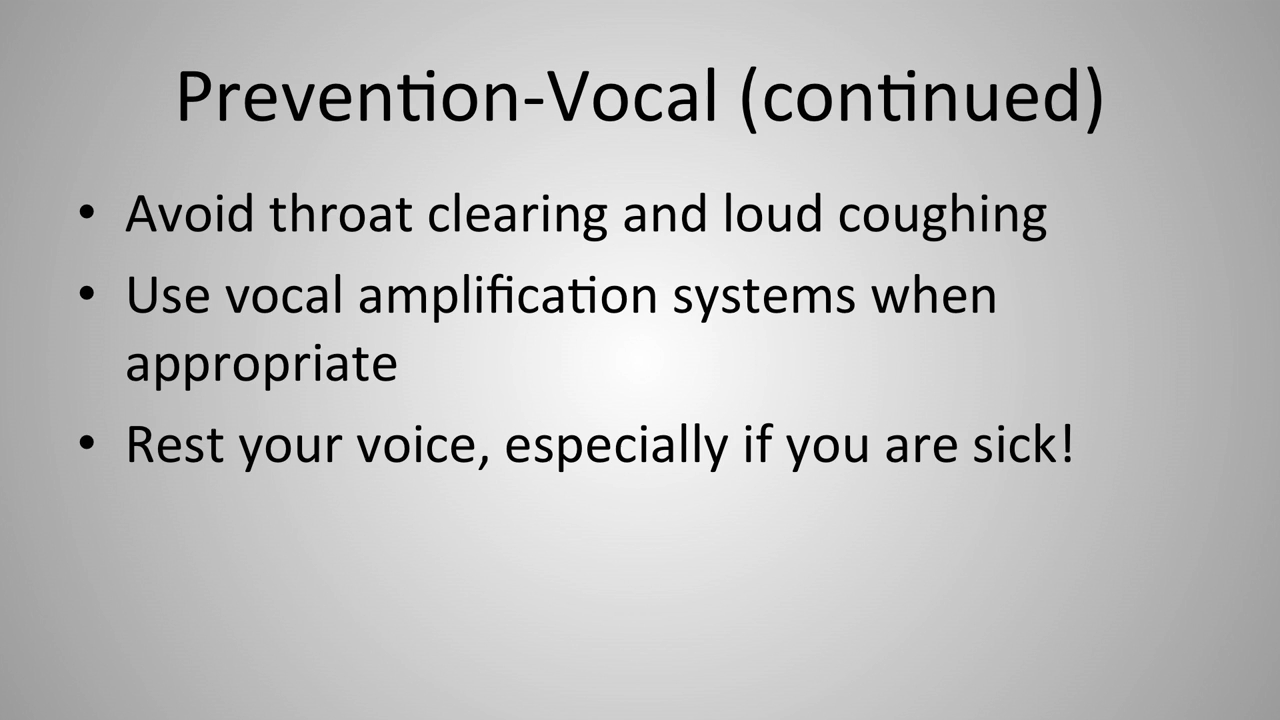 Prevention-Vocal (continued)
• Avoid throat clearing and loud coughing
• Use vocal amplification systems when
appropriate
• Rest your voice, especially if you are sick!